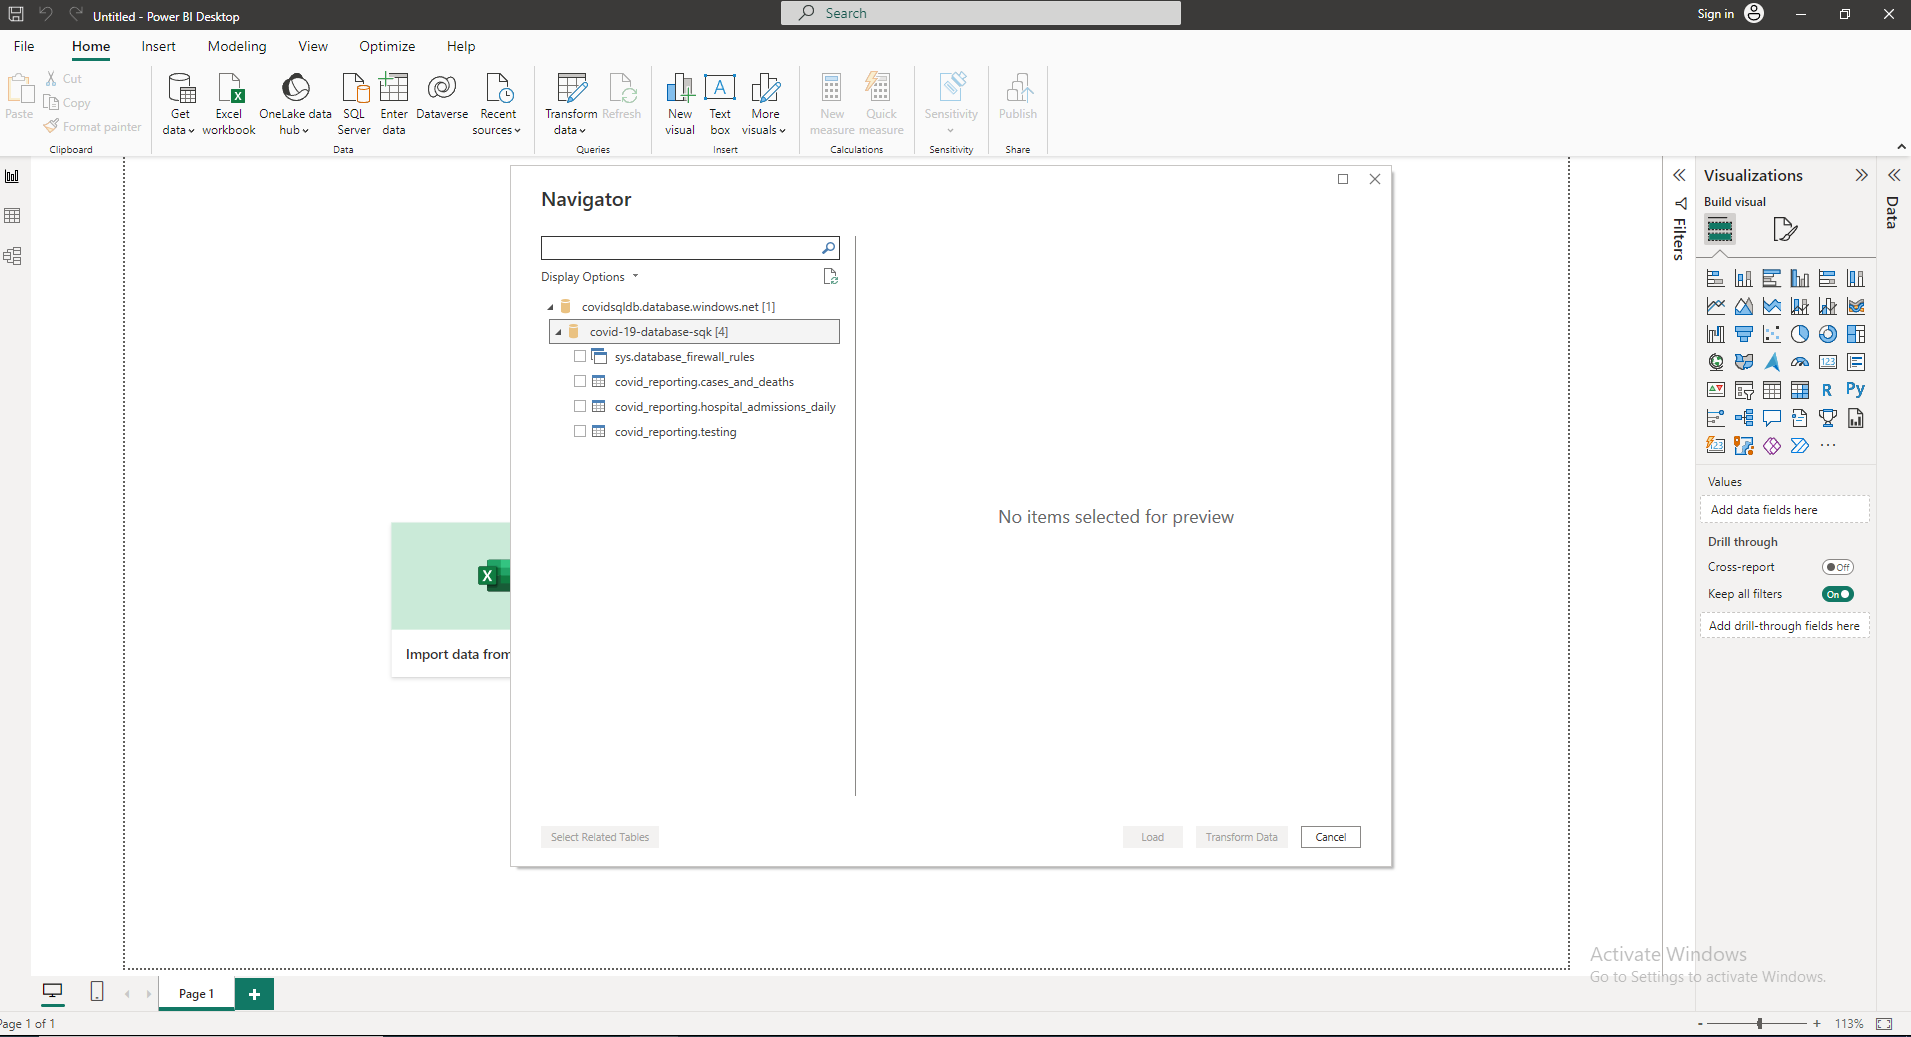 Untitled - Power BI Desktop
Search
Sign in
File Home Insert Modeling View Optimize Help
Paste
Cut
Copy
Format painter
Clipboard
Get data
Excel workbook
OneLake data hub
SQL Server
Enter data
Dataverse
Recent sources
Data
Transform data
Refresh
Queries
New visual
Text box
More visuals
Insert
New measure
Quick measure
Calculations
Sensitivity
Sensitivity
Publish
Share
Navigator
Display Options
covidsqldb.database.windows.net [1]
covid-19-database-sqk [4]
sys.database_firewall_rules
covid_reporting.cases_and_deaths
covid_reporting.hospital_admissions_daily
covid_reporting.testing
No items selected for preview
Select Related Tables
Load
Transform Data
Cancel
Import data from
Filters
Visualizations
Build visual
123
R
Py
123
Values
Add data fields here
Drill through
Cross-report
Off
Keep all filters
On
Add drill-through fields here
Data
Activate Windows
Go to Settings to activate Windows.
Page 1
Page 1 of 1
- + 113%